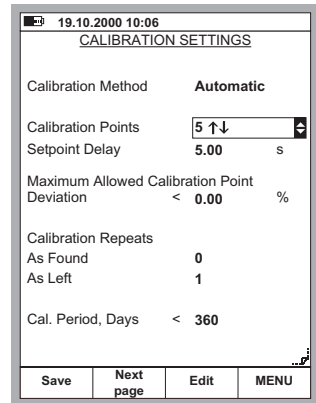 19.10.2000 10:06
CALIBRATION SETTINGS
Calibration Method Automatic
Calibration Points 5 ↑↓
Setpoint Delay 5.00 s
Maximum Allowed Calibration Point
Deviation < 0.00 %
Calibration Repeats
As Found 0
As Left 1
Cal. Period, Days < 360
Save Next page Edit MENU